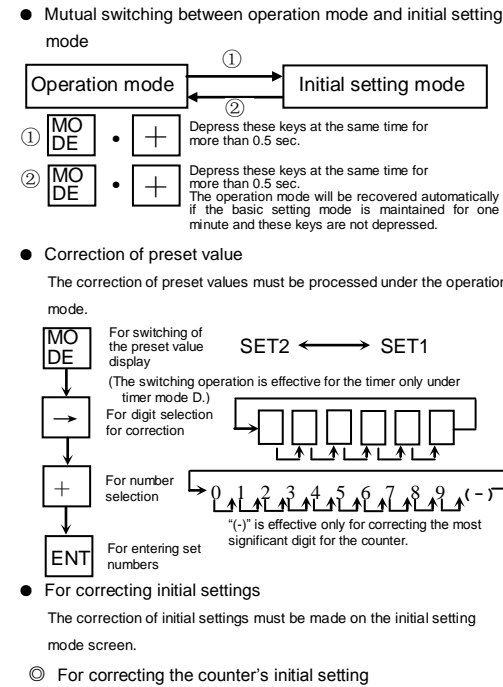 ● Mutual switching between operation mode and initial setting
mode
①
Operation mode Initial setting mode
②
① MO
DE • + Depress these keys at the same time for
more than 0.5 sec.
② MO
DE • + Depress these keys at the same time for
more than 0.5 sec.
The operation mode will be recovered automatically
if the basic setting mode is maintained for one
minute and these keys are not depressed.
● Correction of preset value
The correction of preset values must be processed under the operation
mode.
MO
DE
For switching of
the preset value
display
SET2 ↔ SET1
(The switching operation is effective for the timer only under
timer mode D.)
→ For digit selection
for correction
+ For number
selection
0 1 2 3 4 5 6 7 8 9 (-)
“(-)” is effective only for correcting the most
significant digit for the counter.
ENT For entering set
numbers
● For correcting initial settings
The correction of initial settings must be made on the initial setting
mode screen.
◎ For correcting the counter's initial setting